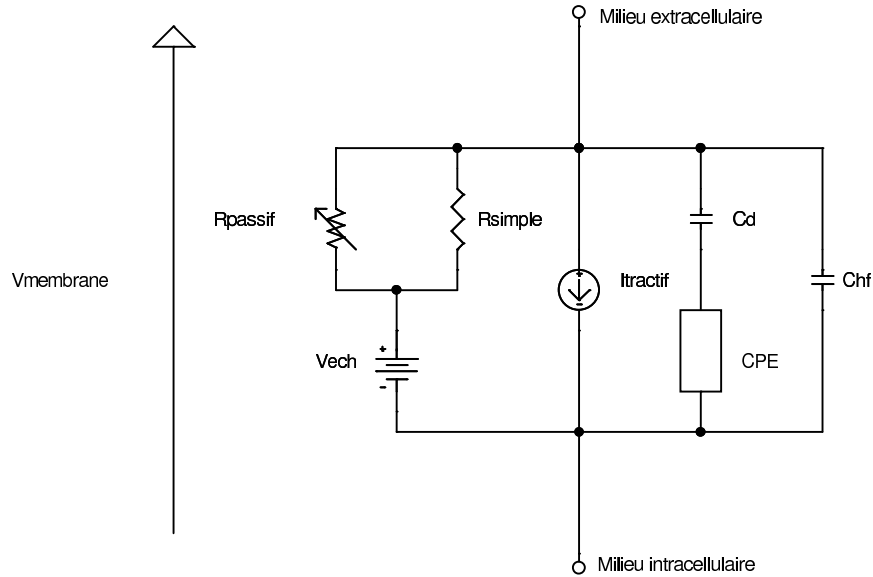 Milieu extracellulaire
Rpassif
Rsimple
Cd
Vmembrane
Itractif
Chf
Vech
CPE
Milieu intracellulaire